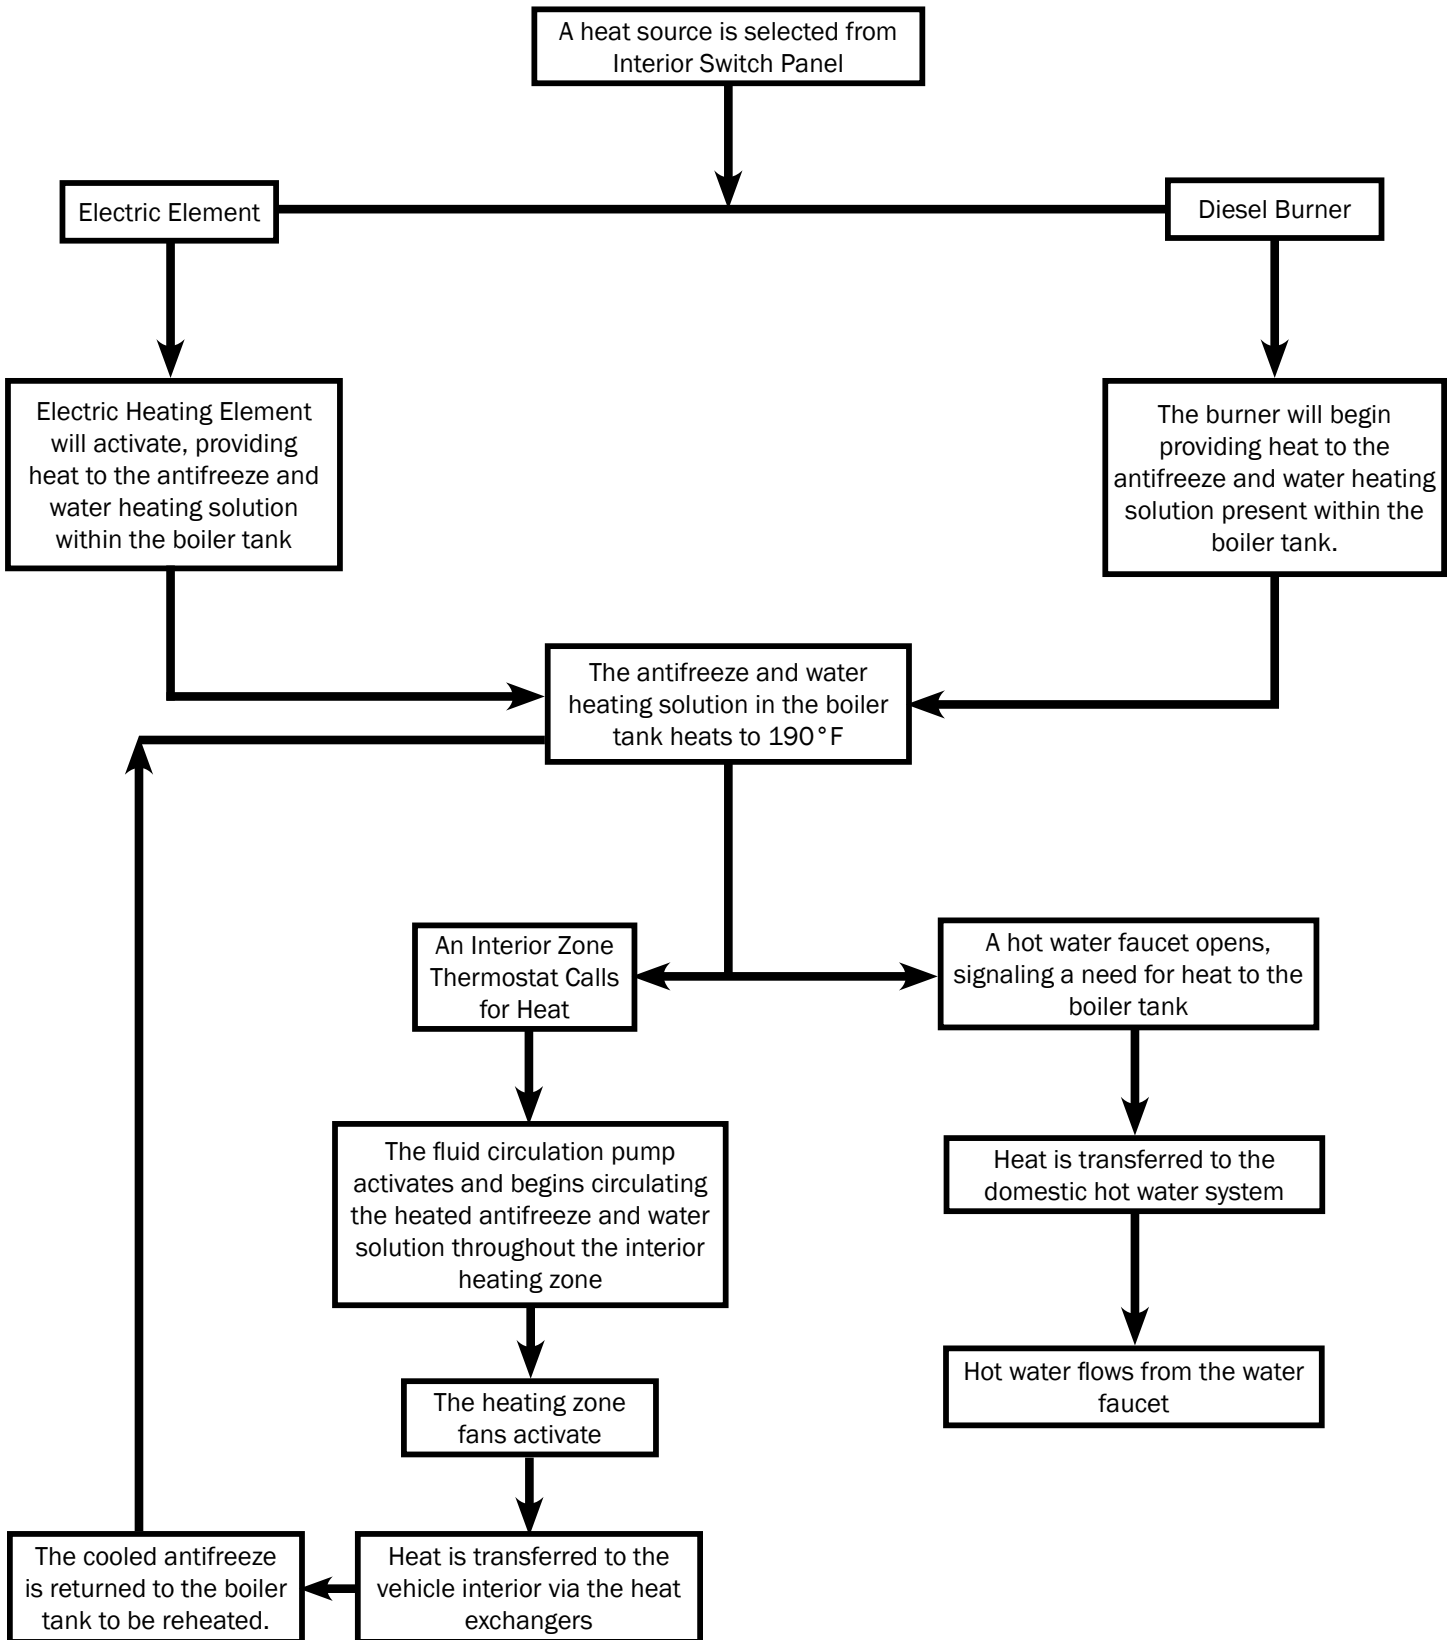 A heat source is selected from
Interior Switch Panel
Electric Element
Diesel Burner
Electric Heating Element
will activate, providing
heat to the antifreeze and
water heating solution
within the boiler tank
The burner will begin
providing heat to the
antifreeze and water heating
solution present within the
boiler tank.
The antifreeze and water
heating solution in the boiler
tank heats to 190°F
An Interior Zone
Thermostat Calls
for Heat
A hot water faucet opens,
signaling a need for heat to the
boiler tank
The fluid circulation pump
activates and begins circulating
the heated antifreeze and water
solution throughout the interior
heating zone
Heat is transferred to the
domestic hot water system
The heating zone
fans activate
Hot water flows from the water
faucet
The cooled antifreeze
is returned to the boiler
tank to be reheated.
Heat is transferred to the
vehicle interior via the heat
exchangers